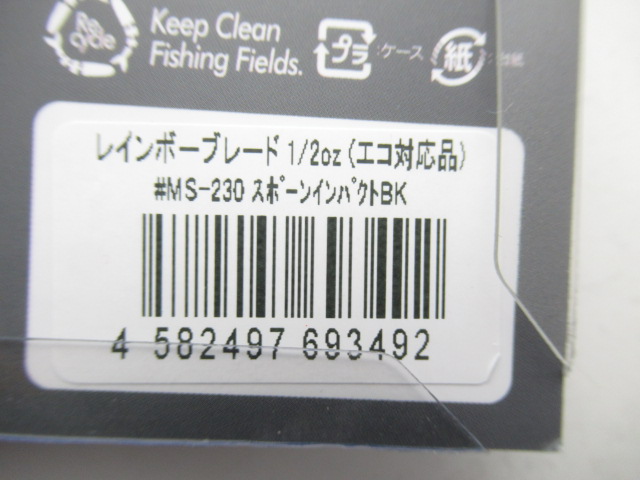 Re
cycle
Keep Clean
Fishing Fields.
プラ
:ケース
紙
レインボーブレード 1/2oz(エコ対応品)
#MS-230 スポーンインパクトBK
4 582497 693492